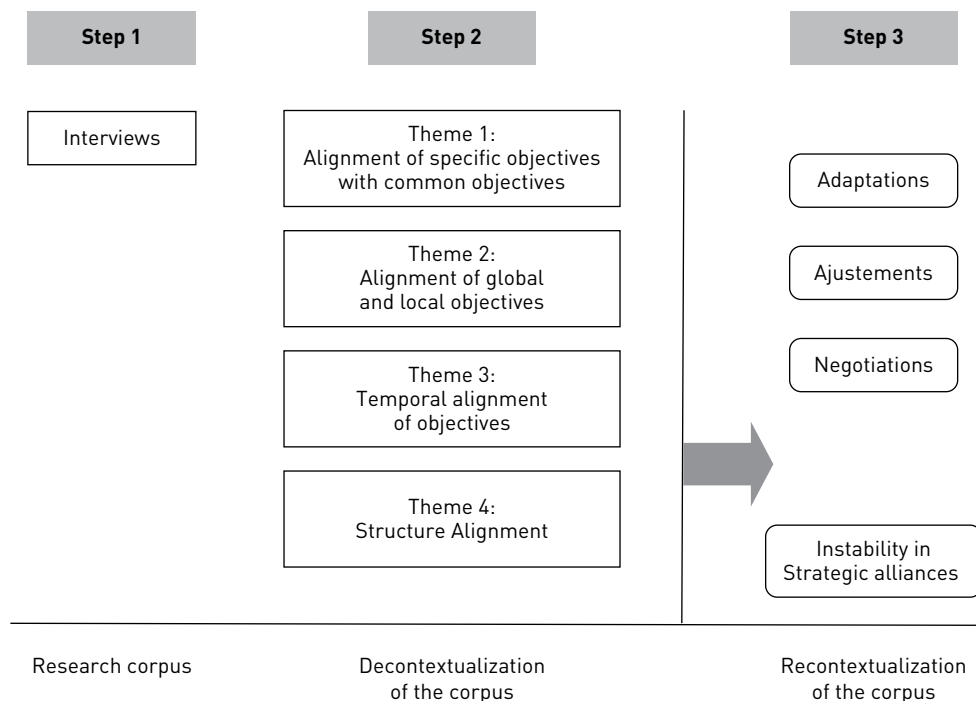 Step 1
Step 2
Step 3
Interviews
Theme 1:
Alignment of specific objectives
with common objectives
Theme 2:
Alignment of global
and local objectives
Theme 3:
Temporal alignment
of objectives
Theme 4:
Structure Alignment
Adaptations
Ajustements
Negotiations
Instability in
Strategic alliances
Research corpus
Decontextualization
of the corpus
Recontextualization
of the corpus